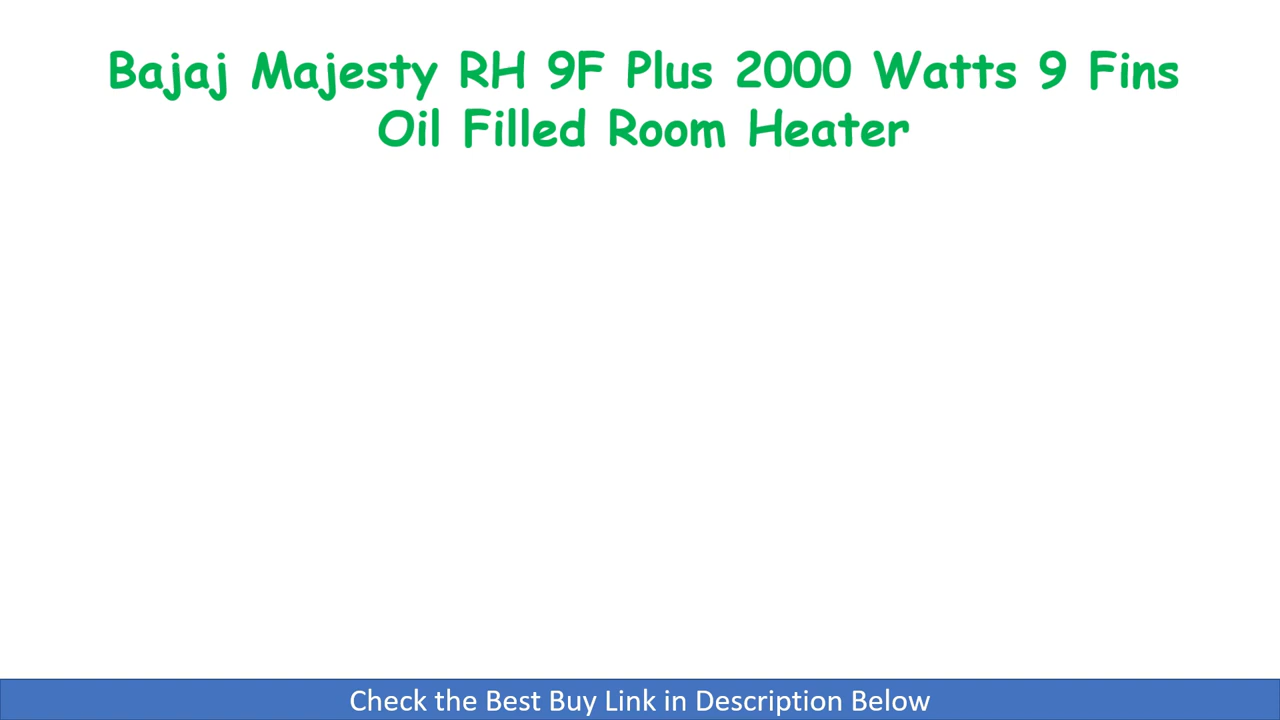 Bajaj Majesty RH 9F Plus 2000 Watts 9 Fins
Oil Filled Room Heater
Check the Best Buy Link in Description Below